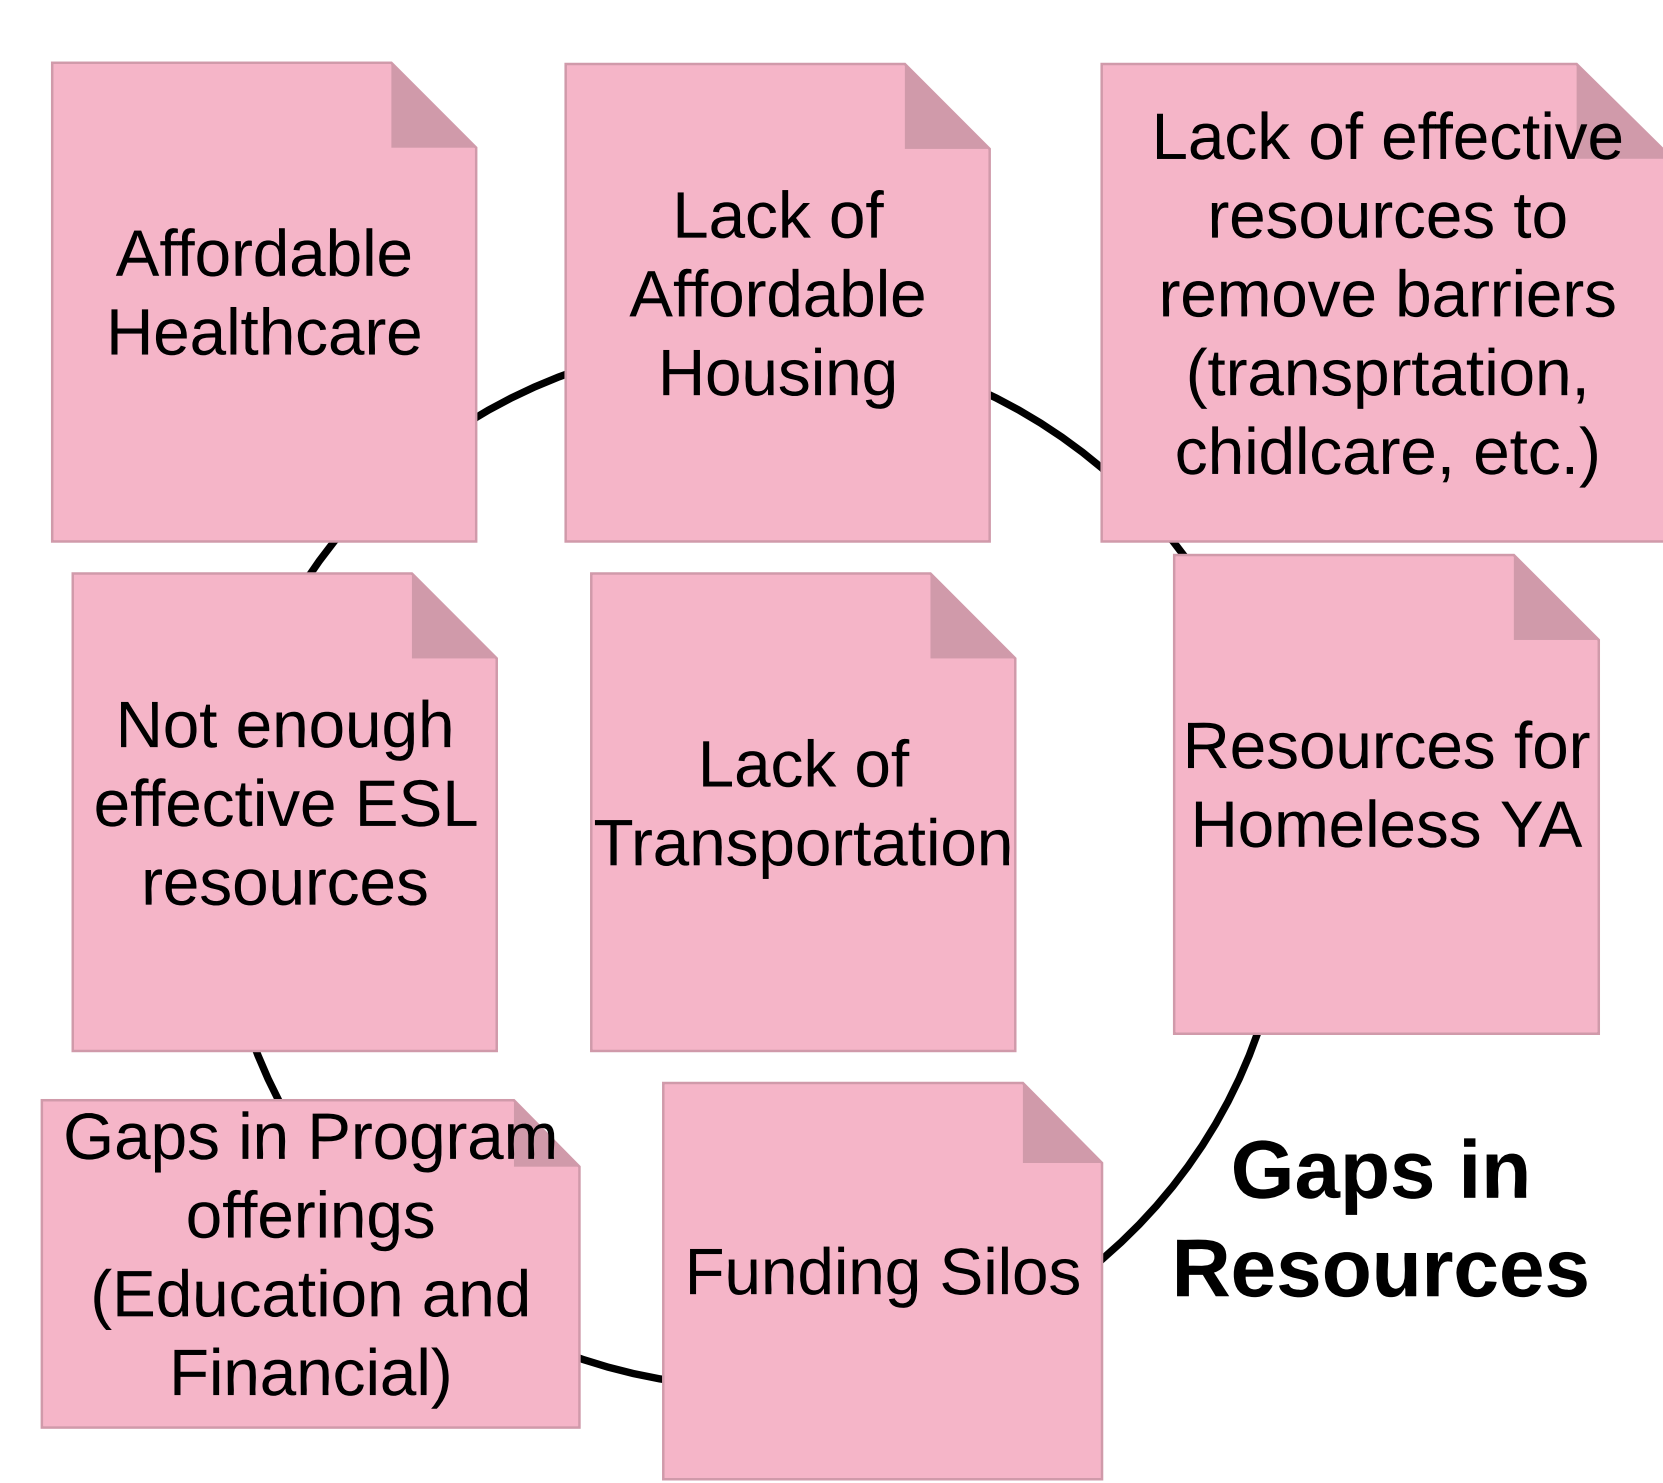 Affordable
Healthcare
Lack of
Affordable
Housing
Lack of effective
resources to
remove barriers
(transprtation,
chidlcare, etc.)
Not enough
effective ESL
resources
Lack of
Transportation
Resources for
Homeless YA
Gaps in Program
offerings
(Education and
Financial)
Funding Silos
Gaps in
Resources